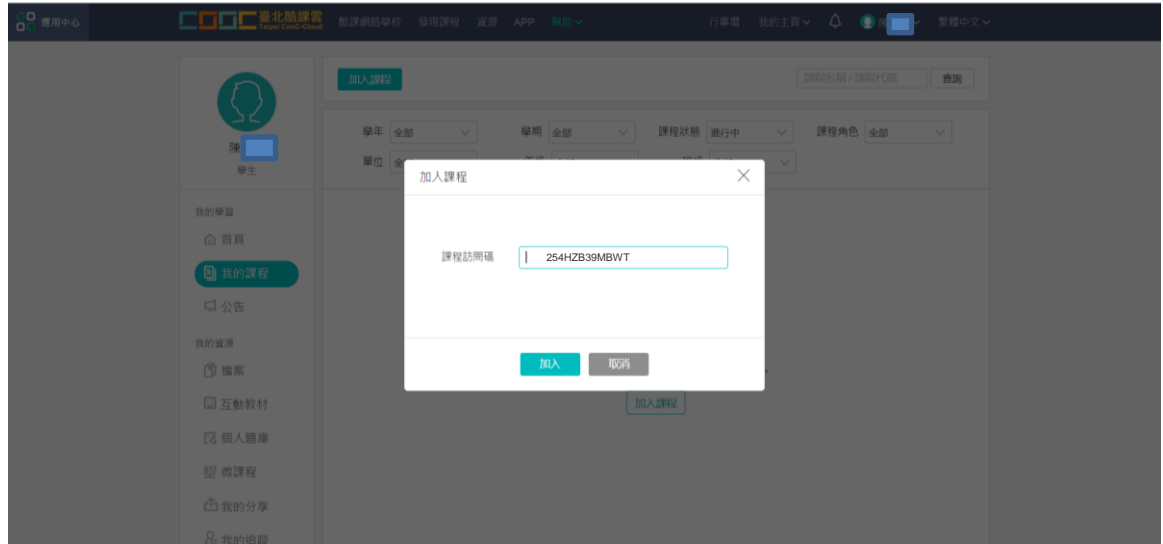 應用中心 臺北酷課雲 酷課網路學校 發現課程 資源 APP 解助 行事曆 我的主頁 陳 繁體中文
Taipei CooC-Cloud
加入課程 課程名稱 / 課程代碼 查詢
學年 全部 學期 全部 課程狀態 進行中 課程角色 全部
陳
單位
學生
加入課程
我的學習
首頁
課程訪問碼 254HZB39MBWT
我的課程
公告
我的資源
加入 取消
檔案
互動教材 加入課程
個人題庫
微課程
我的分享
我的追蹤